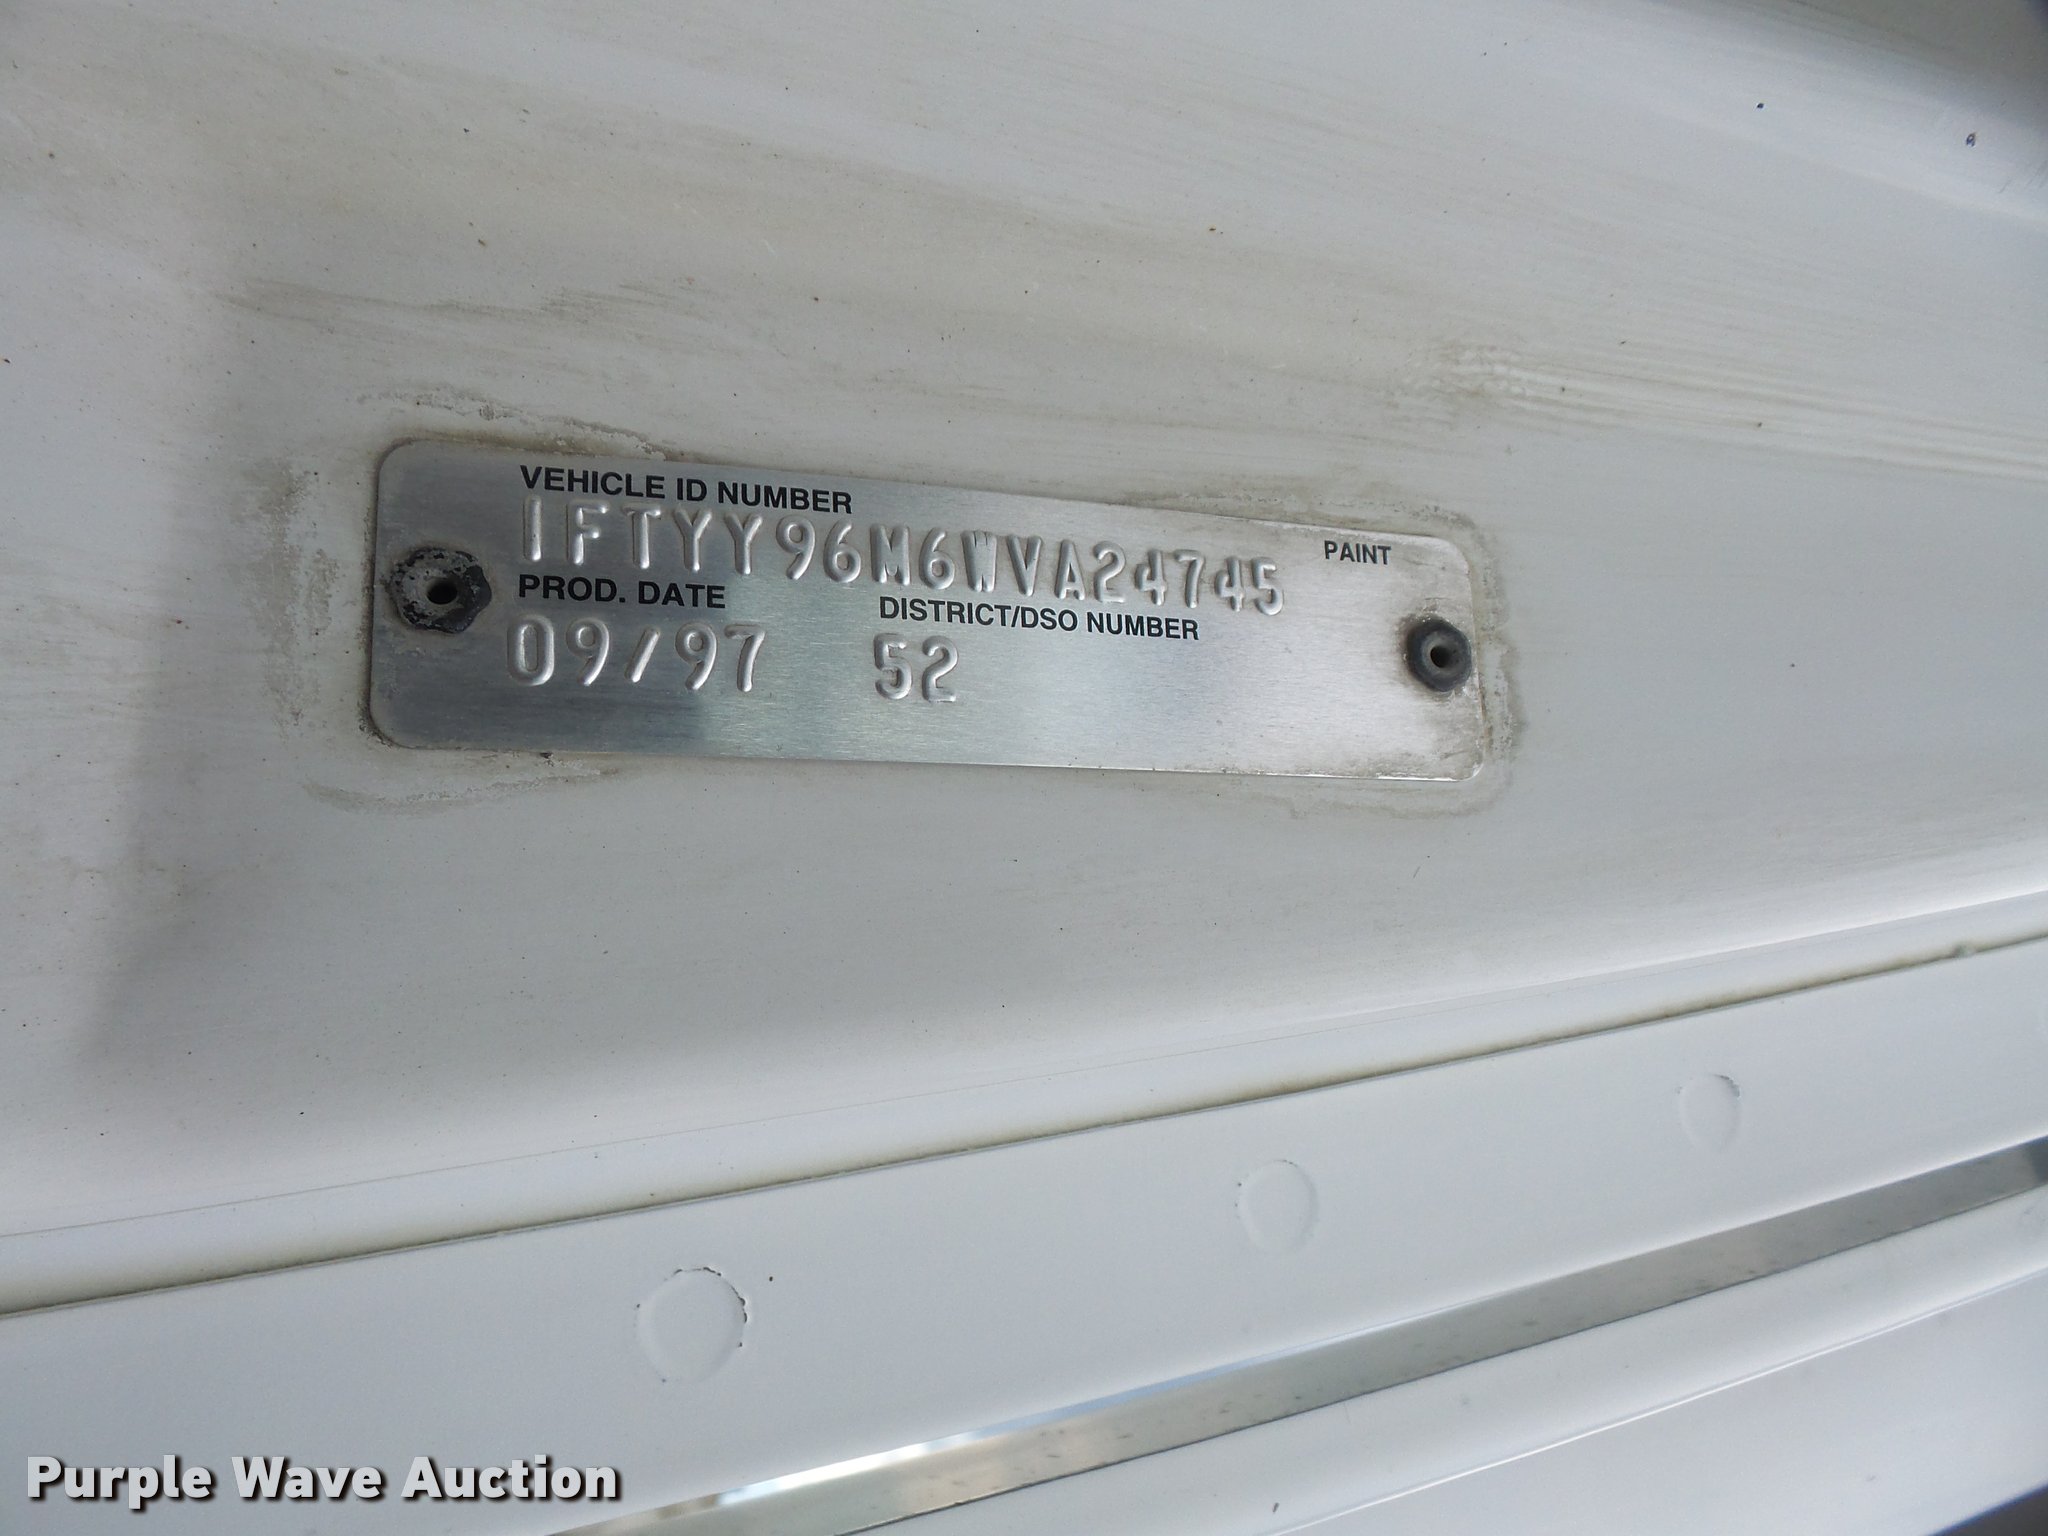 VEHICLE ID NUMBER
1FTYY96M6WVA24745
PAINT
PROD. DATE
DISTRICT/DSO NUMBER
09/97
52
Purple Wave Auction